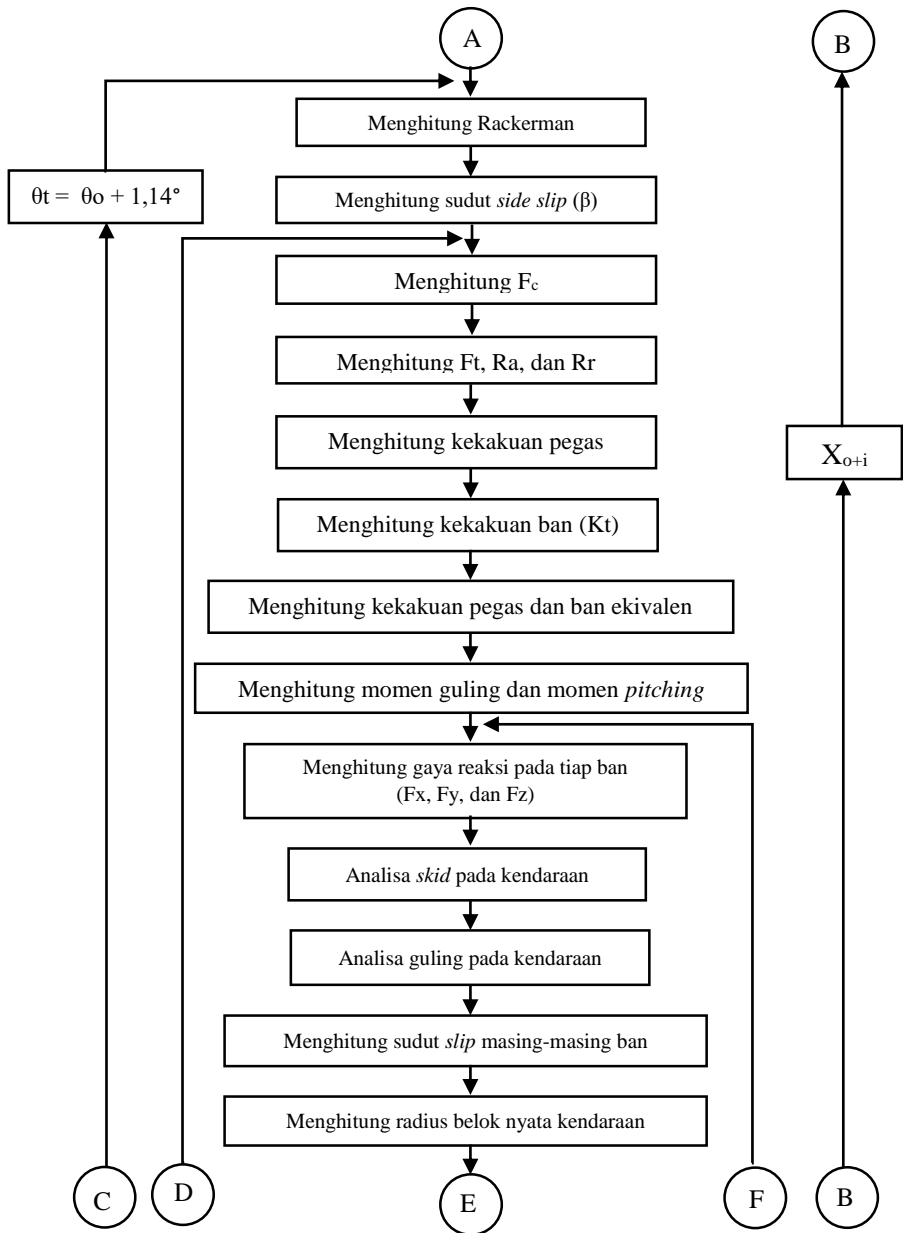 A
B
Menghitung Rackerman
θt = θo + 1,14°
Menghitung sudut side slip (β)
Menghitung Fc
Menghitung Ft, Ra, dan Rr
Menghitung kekakuan pegas
Xo+i
Menghitung kekakuan ban (Kt)
Menghitung kekakuan pegas dan ban ekivalen
Menghitung momen guling dan momen pitching
Menghitung gaya reaksi pada tiap ban
(Fx, Fy, dan Fz)
Analisa skid pada kendaraan
Analisa guling pada kendaraan
Menghitung sudut slip masing-masing ban
Menghitung radius belok nyata kendaraan
C
D
E
F
B